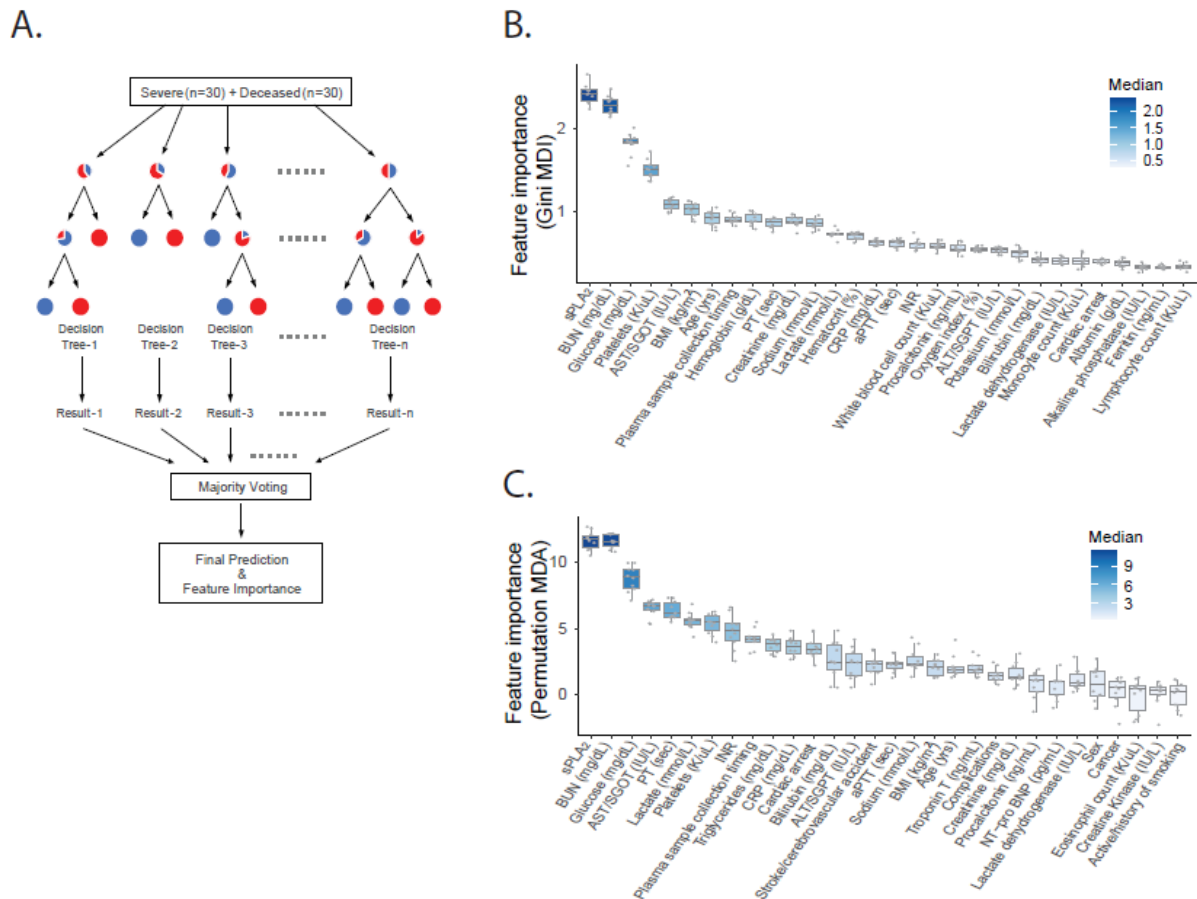 A.
Severe (n=30) + Deceased (n=30)
Decision Tree-1
Decision Tree-2
Decision Tree-3
Decision Tree-n
Result-1
Result-2
Result-3
Result-n
Majority Voting
Final Prediction
&
Feature Importance
B.
Feature importance
(Gini MDI)
2
1
Median
2.0
1.5
1.0
0.5
sPLA₂
BUN (mg/dL)
Glucose (mg/dL)
Platelets (K/uL)
AST/SGOT (IU/L)
BMI (kg/m²)
Age (yrs)
Plasma sample collection timing
Hemoglobin (g/dL)
PT (sec)
Creatinine (mg/dL)
Sodium (mmol/L)
Lactate (mmol/L)
Hematocrit (%)
CRP (mg/dL)
aPTT (sec)
INR
White blood cell count (K/uL)
Procalcitonin (ng/mL)
Oxygen index (%)
ALT/SGPT (IU/L)
Potassium (mmol/L)
Bilirubin (mg/dL)
Lactate dehydrogenase (IU/L)
Monocyte count (K/uL)
Cardiac arrest
Albumin (g/dL)
Alkaline phosphatase (IU/L)
Ferritin (ng/mL)
Lymphocyte count (K/uL)
C.
Feature importance
(Permutation MDA)
10
5
0
Median
9
6
3
sPLA₂
BUN (mg/dL)
Glucose (mg/dL)
AST/SGOT (IU/L)
PT (sec)
Lactate (mmol/L)
Platelets (K/uL)
INR
Plasma sample collection timing
Triglycerides (mg/dL)
CRP (mg/dL)
Cardiac arrest
Bilirubin (mg/dL)
ALT/SGPT (IU/L)
Stroke/cerebrovascular accident
aPTT (sec)
Sodium (mmol/L)
BMI (kg/m²)
Age (yrs)
Troponin T (ng/mL)
Complications
Creatinine (mg/dL)
Procalcitonin (ng/mL)
NT-pro BNP (pg/mL)
Lactate dehydrogenase (IU/L)
Sex
Cancer
Eosinophil count (K/uL)
Creatine Kinase (IU/L)
Active/history of smoking